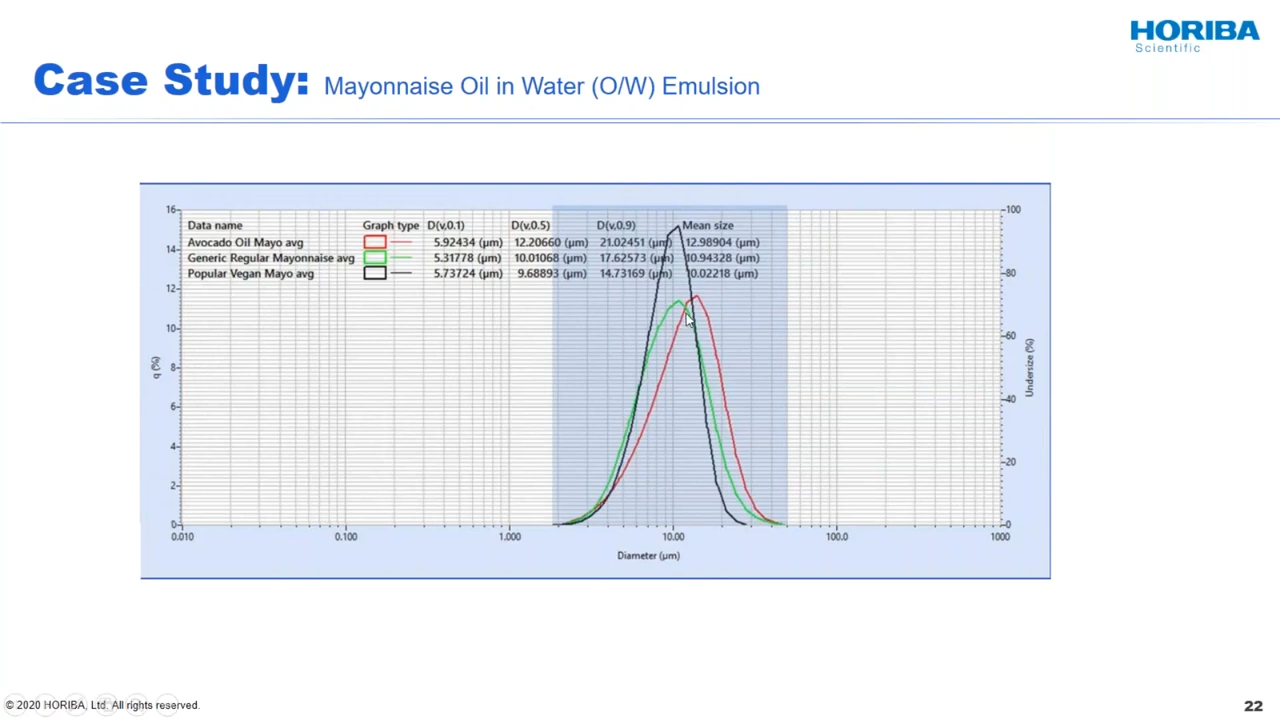 HORIBA
Scientific
Case Study: Mayonnaise Oil in Water (O/W) Emulsion
Data name Graph type D(v,0.1) D(v,0.5) D(v,0.9) Mean size
Avocado Oil Mayo avg 5.92434 (µm) 12.20660 (µm) 21.02451 (µm) 12.98904 (µm)
Generic Regular Mayonnaise avg 5.31778 (µm) 10.01068 (µm) 17.62573 (µm) 10.94328 (µm)
Popular Vegan Mayo avg 5.73724 (µm) 9.68893 (µm) 14.73169 (µm) 10.02218 (µm)
16
14
12
10
8
6
4
2
0
q (%)
100
80
60
40
20
0
Undersize (%)
0.010 0.100 1.000 10.00 100.0 1000
Diameter (µm)
© 2020 HORIBA, Ltd. All rights reserved.
22